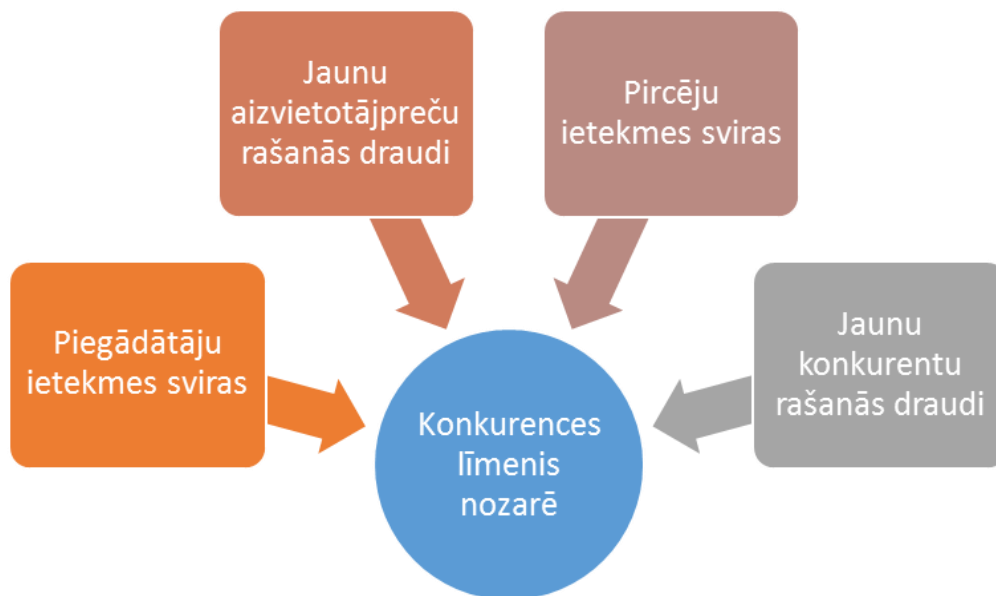 Jaunu
aizvietotājpreču
rašanās draudi
Pircēju
ietekmes sviras
Piegādātāju
ietekmes sviras
Jaunu
konkurentu
rašanās draudi
Konkurences
līmenis
nozarē